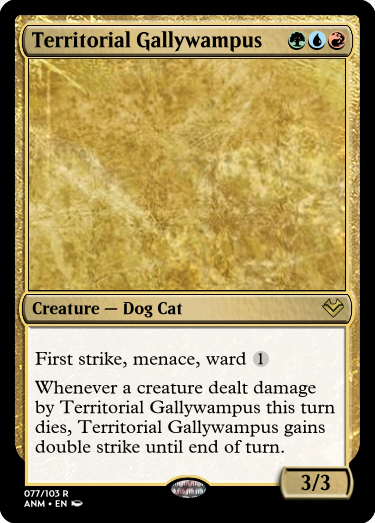 Territorial Gallywampus
Creature — Dog Cat
First strike, menace, ward 1
Whenever a creature dealt damage
by Territorial Gallywampus this turn
dies, Territorial Gallywampus gains
double strike until end of turn.
3/3
077/103 R
ANM • EN